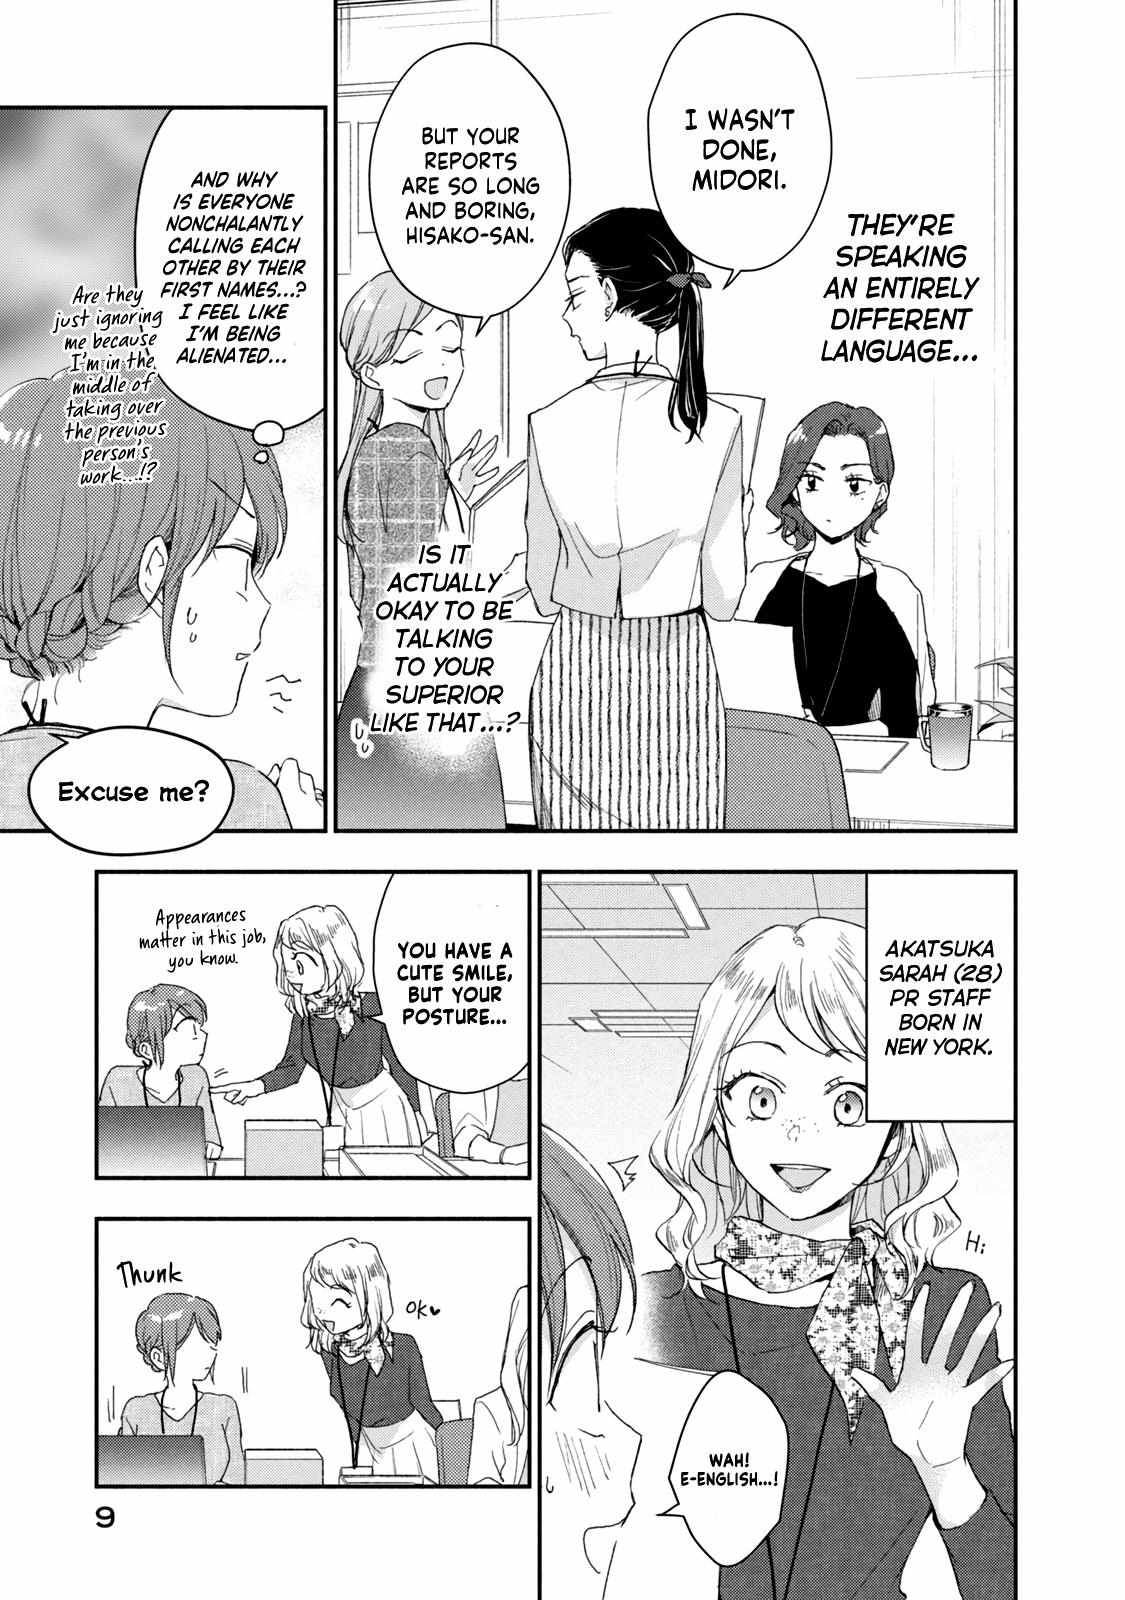 I WASN'T
DONE,
MIDORI.
BUT YOUR
REPORTS
ARE SO LONG
AND BORING,
HISAKO-SAN.
THEY'RE
SPEAKING
AN ENTIRELY
DIFFERENT
LANGUAGE...
IS IT
ACTUALLY
OKAY TO BE
TALKING
TO YOUR
SUPERIOR
LIKE THAT...?
AND WHY
IS EVERYONE
NONCHALANTLY
CALLING EACH
OTHER BY THEIR
FIRST NAMES...?
I FEEL LIKE
I'M BEING
ALIENATED...
Are they
just ignoring
me because
I'm in the
middle of
taking over
the previous
person's
work...!?
Excuse me?
AKATSUKA
SARAH (28)
PR STAFF
BORN IN
NEW YORK.
Hi
WAH!
E-ENGLISH...!
YOU HAVE A
CUTE SMILE,
BUT YOUR
POSTURE...
Appearances
matter in this job,
you know.
Thunk
OK♥
9